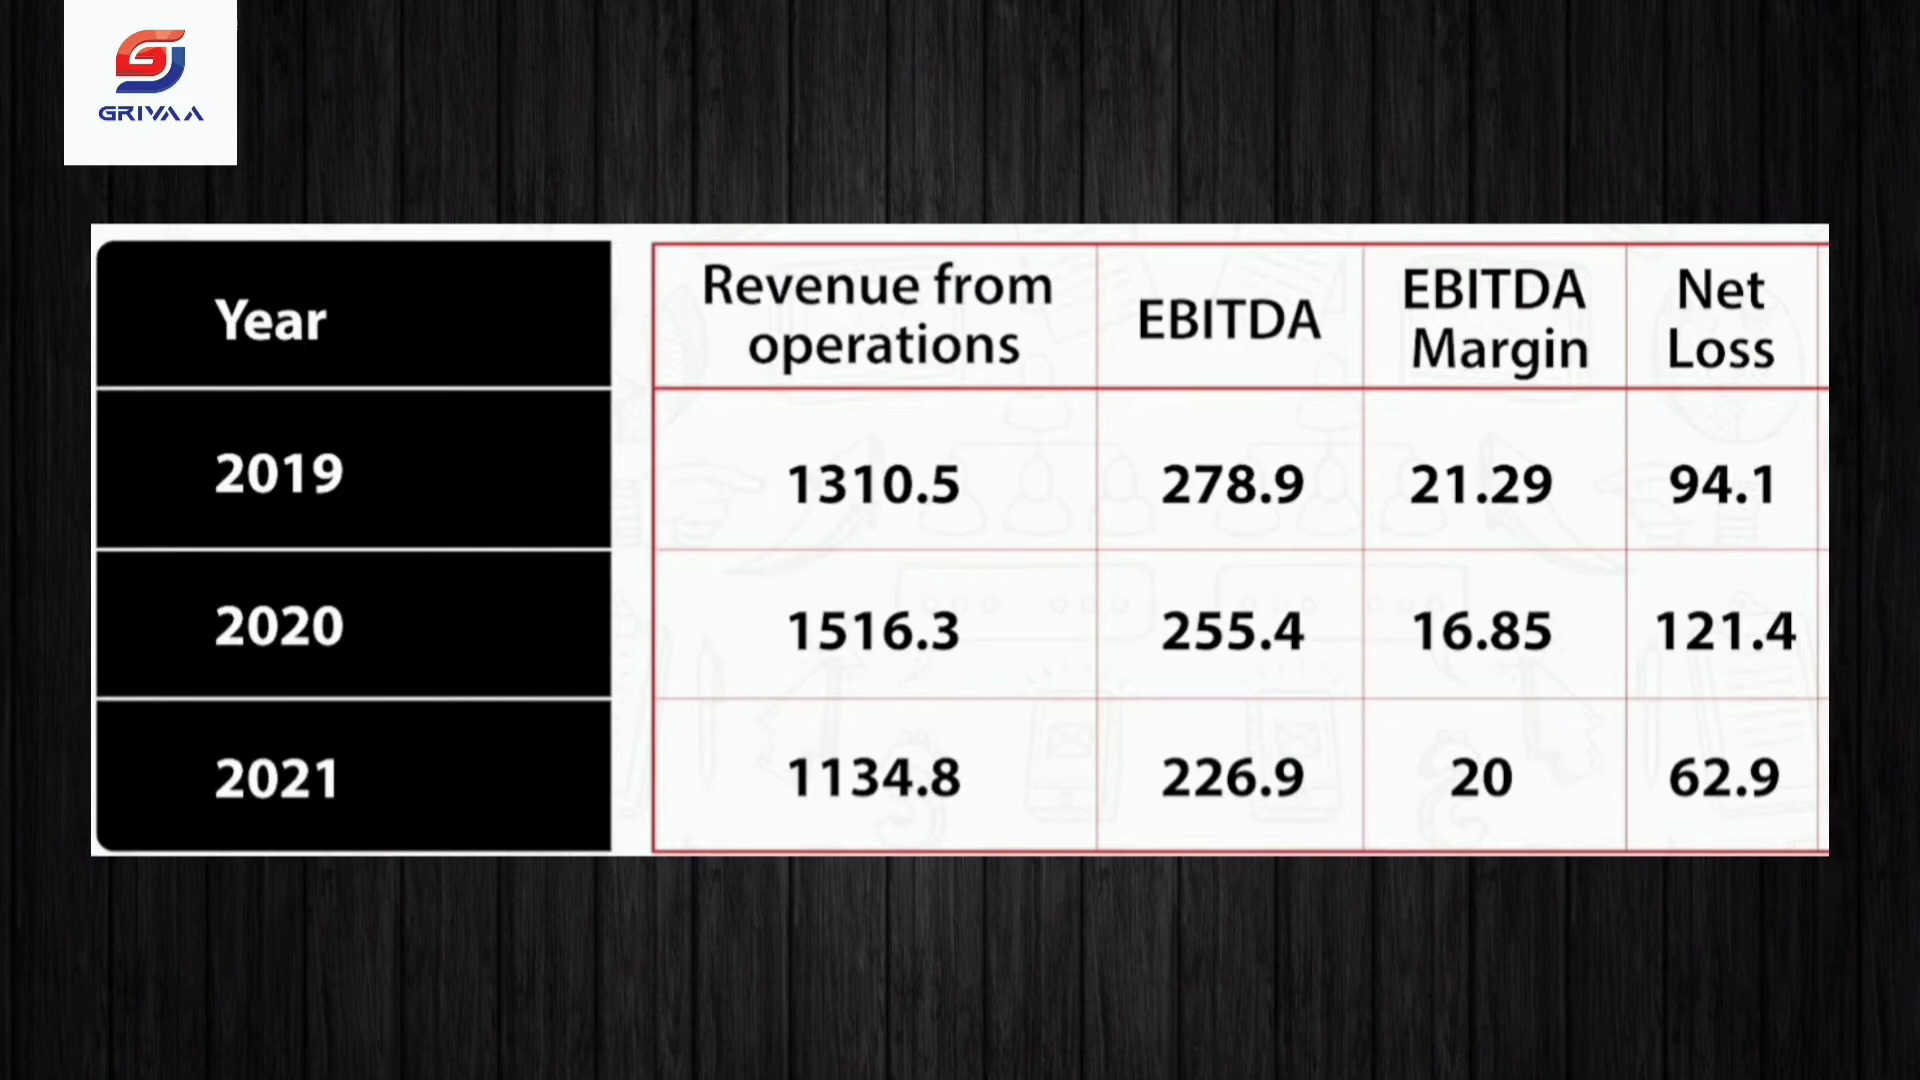 GRIVAA
Year
Revenue from
operations
EBITDA
EBITDA
Margin
Net
Loss
2019
1310.5
278.9
21.29
94.1
2020
1516.3
255.4
16.85
121.4
2021
1134.8
226.9
20
62.9